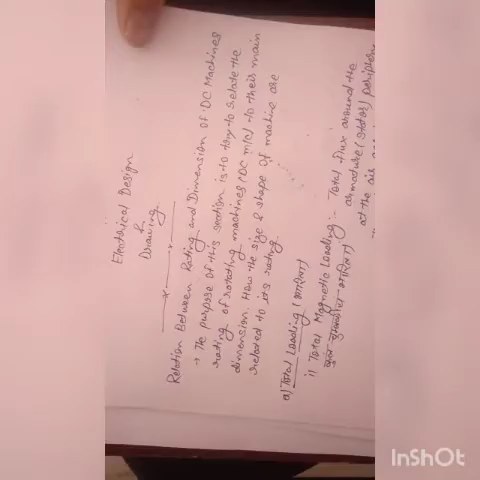 Electrical Design
&
Drawing
Relation Between Rating and Dimension of DC Machines
→ The purpose of this section is to try to relate the
rating of rotating machines (DC m/c) to their main
dimension. How the size & shape of machine are
related to its rating.
a) Total Loading (भारिता)
i) Total Magnetic Loading :- Total flux around the
armature (stator) periphery
at the air
InShOt